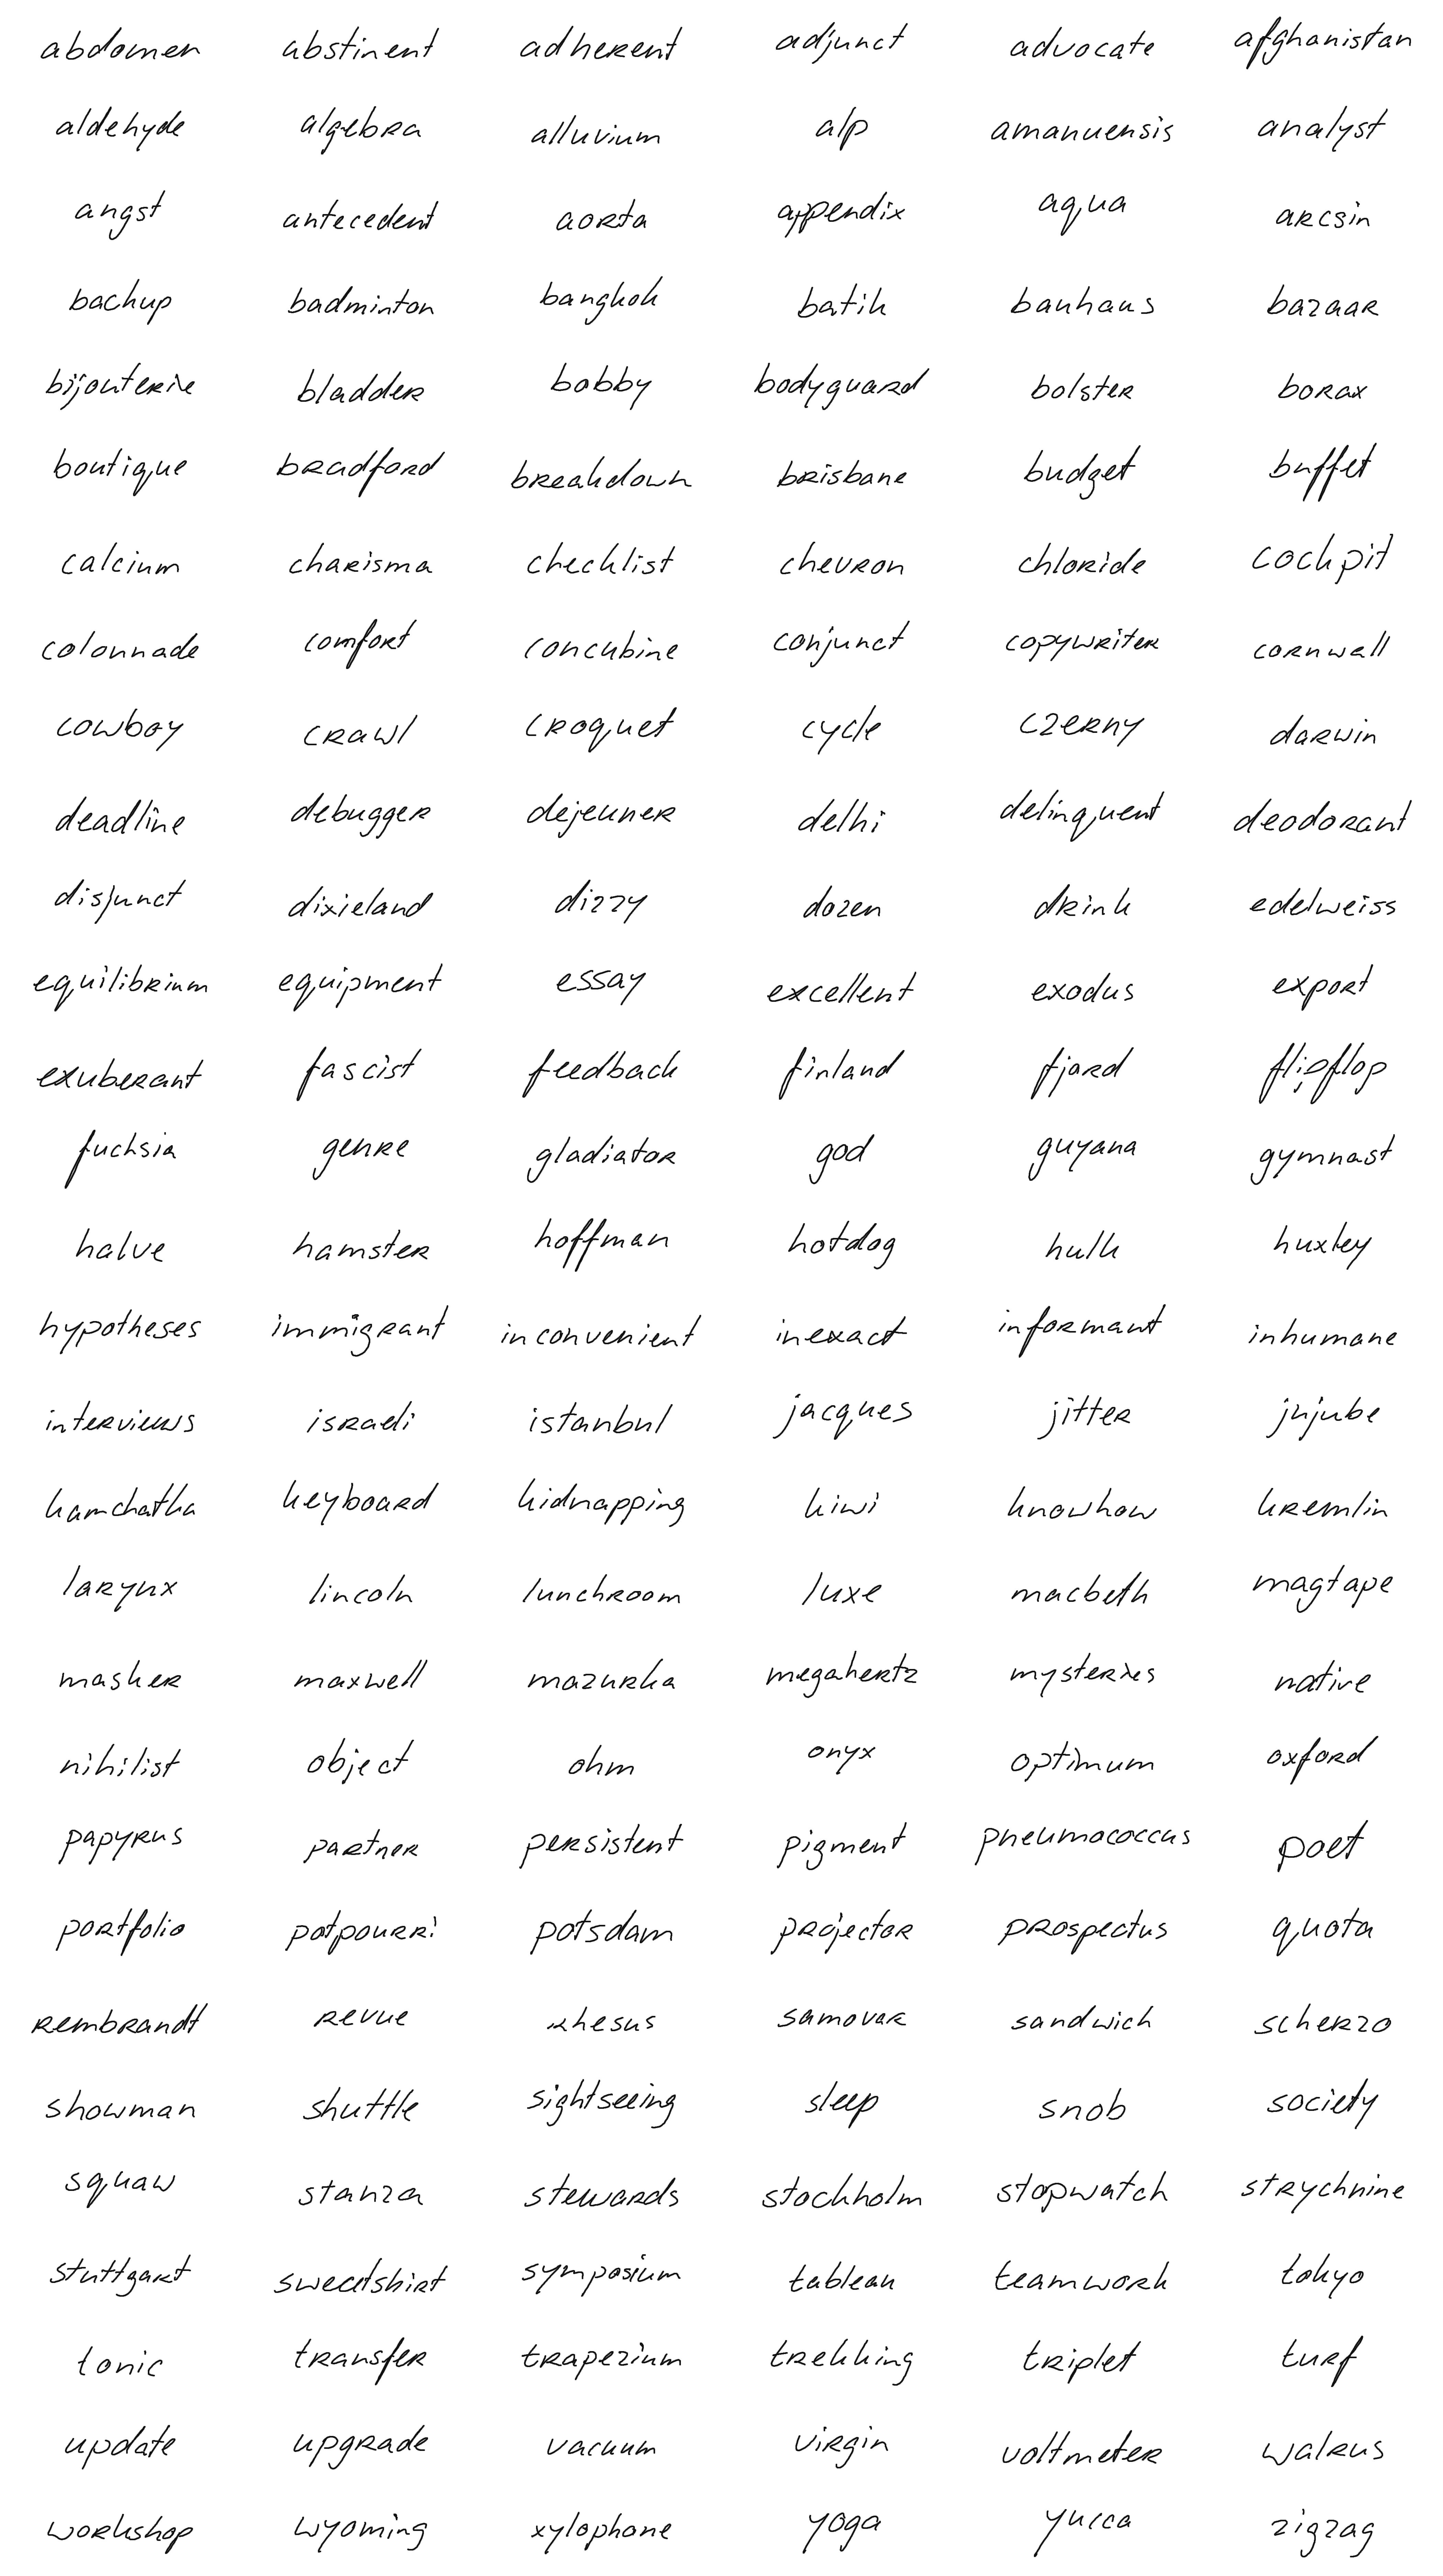 abdomen abstinent adherent adjunct advocate afghanistan
aldehyde algebra alluvium alp amanuensis analyst
angst antecedent aorta appendix aqua arcsin
backup badminton bangkok batik bauhaus bazaar
bijouterie bladder bobby bodyguard bolster borax
boutique bradford breakdown brisbane budget buffet
calcium charisma checklist chevron chloride cockpit
colonnade comfort concubine conjunct copywriter cornwall
cowboy crawl croquet cycle czerny darwin
deadline debugger dejeuner delhi delinquent deodorant
disjunct dixieland dizzy dozen drink edelweiss
equilibrium equipment essay excellent exodus export
exuberant fascist feedback finland fjord flipflop
fuchsia genre gladiator god guyana gymnast
halve hamster hoffman hotdog hulk huxley
hypotheses immigrant inconvenient inexact informant inhumane
interviews israeli istanbul jacques jitter jujube
kamchatka keyboard kidnapping kiwi knowhow kremlin
larynx lincoln lunchroom luxe macbeth magtape
masker maxwell mazurka megahertz mysteries native
nihilist object ohm onyx optimum oxford
papyrus partner persistent pigment pneumococcus poet
portfolio potpourri potsdam projector prospectus quota
rembrandt revue rhesus samovar sandwich scherzo
showman shuttle sightseeing sleep snob society
squaw stanza stewards stockholm stopwatch strychnine
stuttgart sweatshirt symposium tableau teamwork tokyo
tonic transfer trapezium trekking triplet turf
update upgrade vacuum virgin voltmeter walrus
workshop wyoming xylophone yoga yucca zigzag